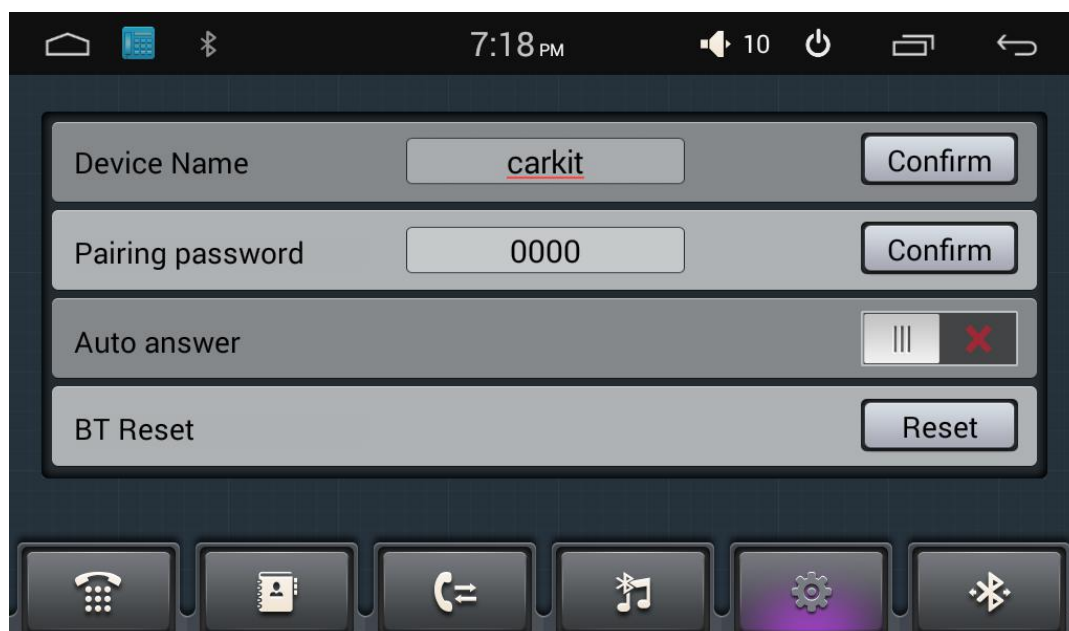 7:18 PM 10
Device Name carkit Confirm
Pairing password 0000 Confirm
Auto answer
BT Reset Reset